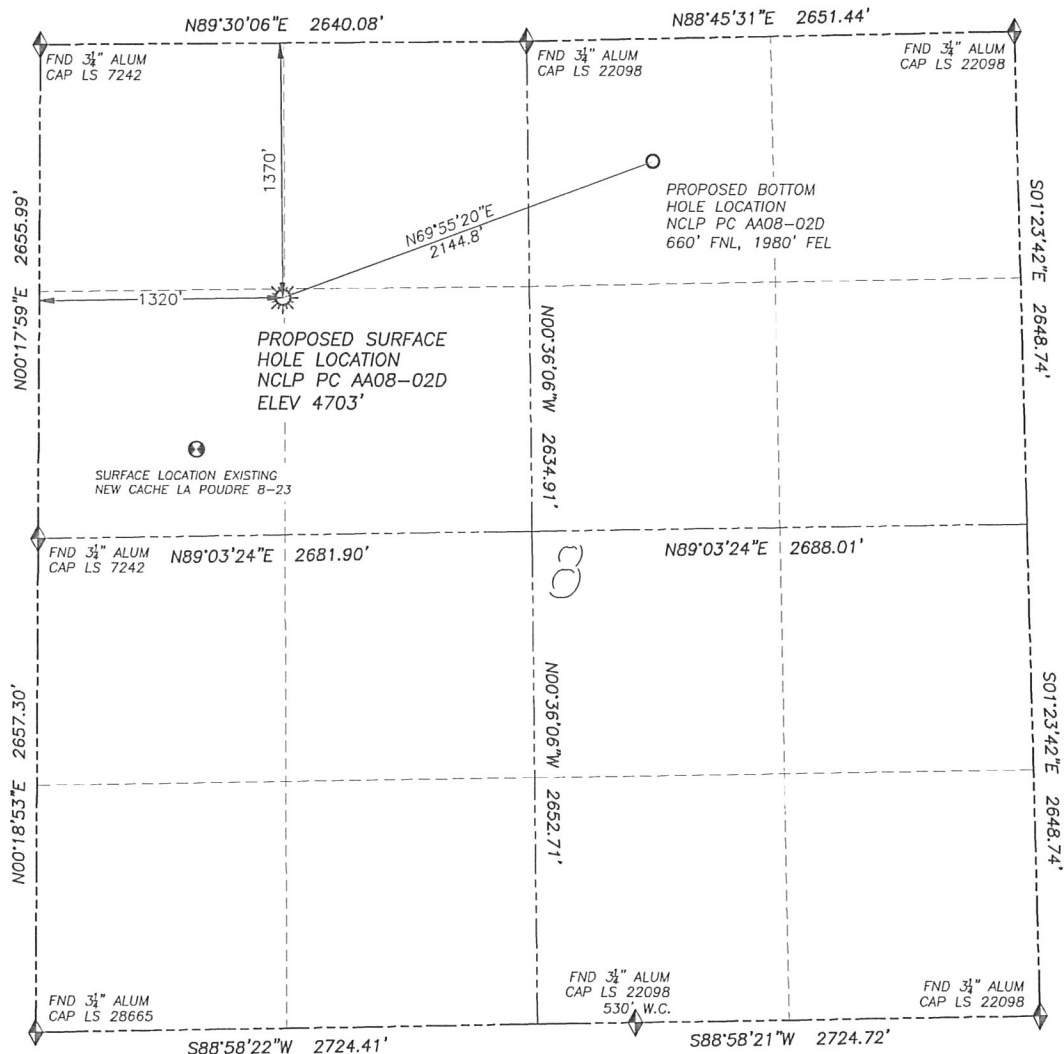 N89°30'06"E 2640.08'
N88°45'31"E 2651.44'
FND 3¼" ALUM
CAP LS 7242
FND 3¼" ALUM
CAP LS 22098
FND 3¼" ALUM
CAP LS 22098
1370'
N00°17'59"E 2655.99'
N69°55'20"E
2144.8'
PROPOSED BOTTOM
HOLE LOCATION
NCLP PC AA08-02D
660' FNL, 1980' FEL
S01°23'42"E 2648.74'
1320'
PROPOSED SURFACE
HOLE LOCATION
NCLP PC AA08-02D
ELEV 4703'
N00°36'06"W 2634.91'
SURFACE LOCATION EXISTING
NEW CACHE LA POUDRE 8-23
FND 3¼" ALUM
CAP LS 7242
N89°03'24"E 2681.90'
N89°03'24"E 2688.01'
8
N00°18'53"E 2657.30'
N00°36'06"W 2652.71'
S01°23'42"E 2648.74'
FND 3¼" ALUM
CAP LS 28665
FND 3¼" ALUM
CAP LS 22098
530' W.C.
FND 3¼" ALUM
CAP LS 22098
S88°58'22"W 2724.41'
S88°58'21"W 2724.72'